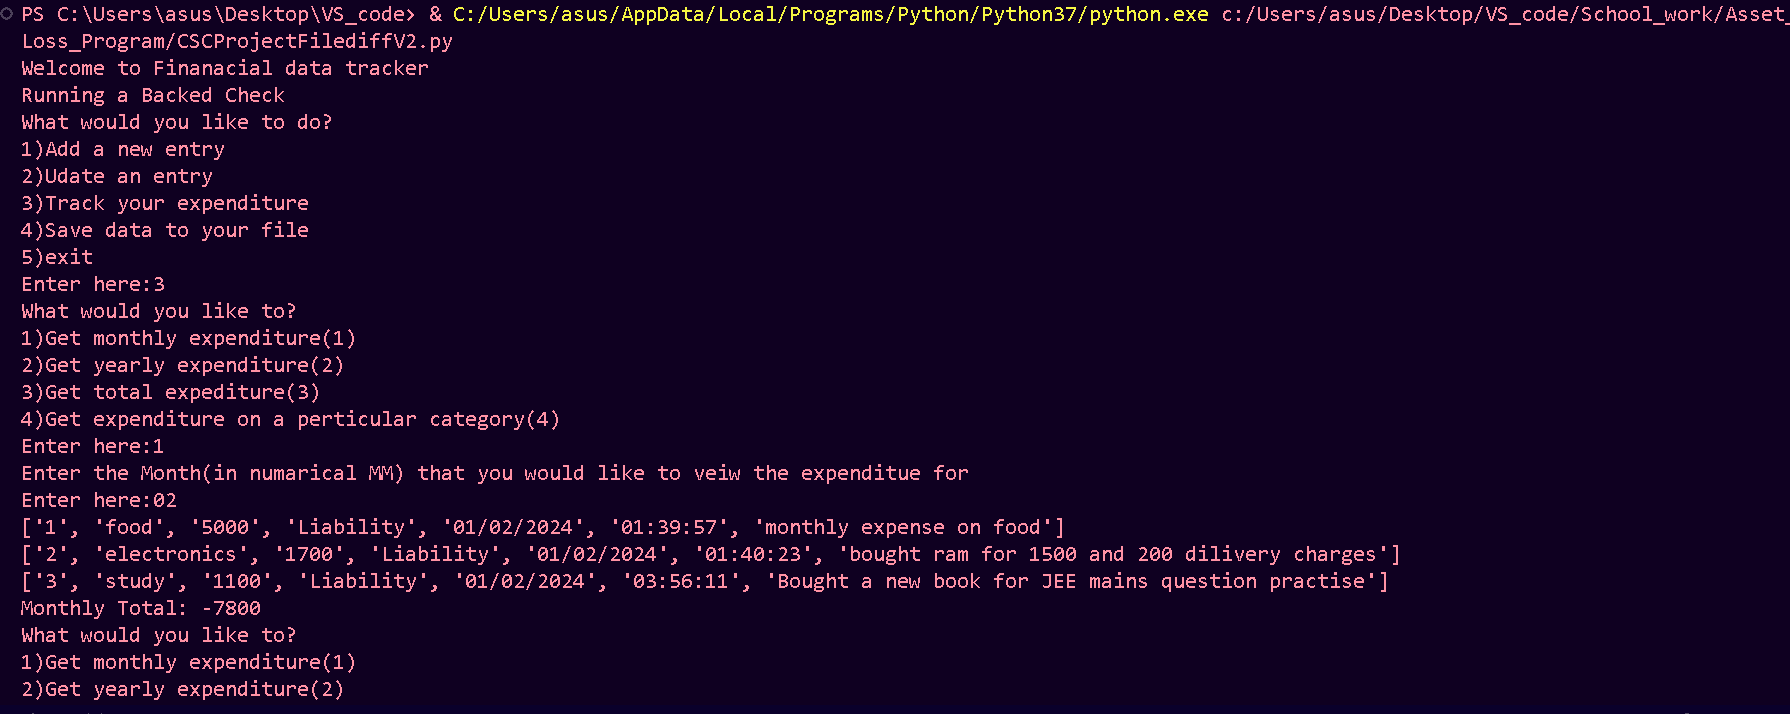 PS C:\Users\asus\Desktop\VS_code> & C:/Users/asus/AppData/Local/Programs/Python/Python37/python.exe c:/Users/asus/Desktop/VS_code/School_work/Asset_
Loss_Program/CSCProjectFilediffV2.py
Welcome to Finanacial data tracker
Running a Backed Check
What would you like to do?
1)Add a new entry
2)Udate an entry
3)Track your expenditure
4)Save data to your file
5)exit
Enter here:3
What would you like to?
1)Get monthly expenditure(1)
2)Get yearly expenditure(2)
3)Get total expediture(3)
4)Get expenditure on a perticular category(4)
Enter here:1
Enter the Month(in numarical MM) that you would like to veiw the expenditue for
Enter here:02
['1', 'food', '5000', 'Liability', '01/02/2024', '01:39:57', 'monthly expense on food']
['2', 'electronics', '1700', 'Liability', '01/02/2024', '01:40:23', 'bought ram for 1500 and 200 dilivery charges']
['3', 'study', '1100', 'Liability', '01/02/2024', '03:56:11', 'Bought a new book for JEE mains question practise']
Monthly Total: -7800
What would you like to?
1)Get monthly expenditure(1)
2)Get yearly expenditure(2)